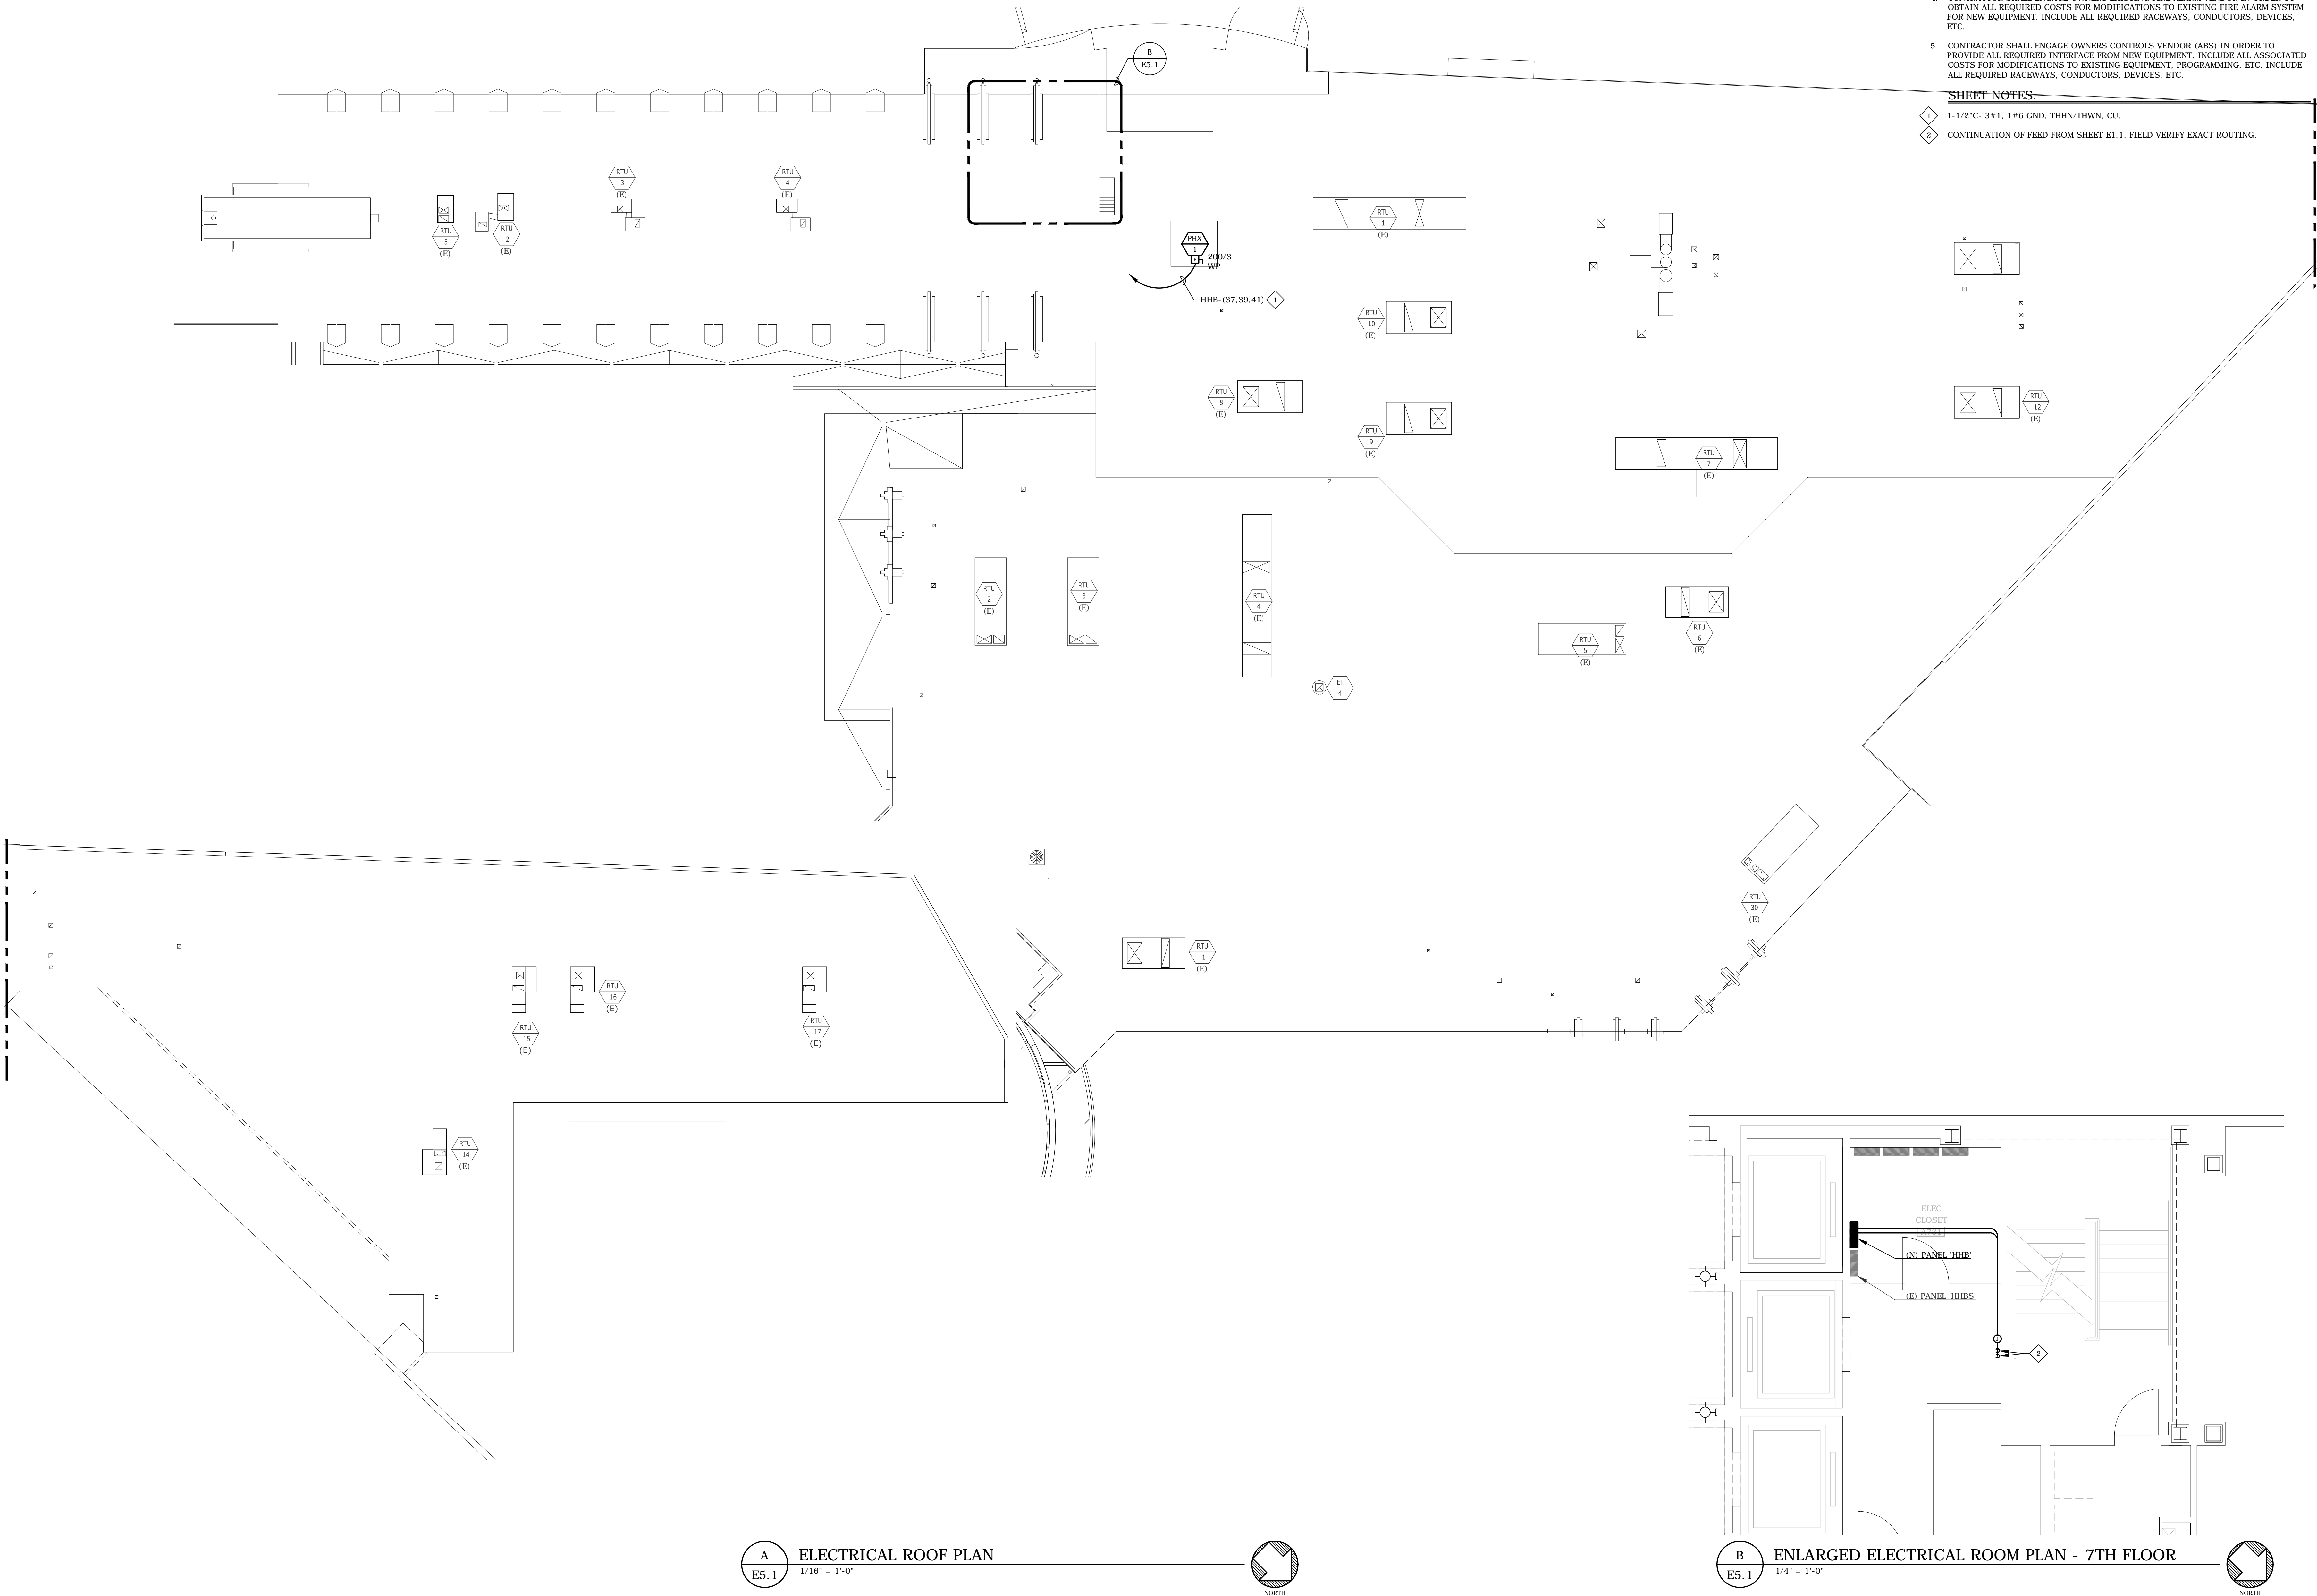 OBTAIN ALL REQUIRED COSTS FOR MODIFICATIONS TO EXISTING FIRE ALARM SYSTEM
FOR NEW EQUIPMENT. INCLUDE ALL REQUIRED RACEWAYS, CONDUCTORS, DEVICES,
ETC.
5. CONTRACTOR SHALL ENGAGE OWNERS CONTROLS VENDOR (ABS) IN ORDER TO
PROVIDE ALL REQUIRED INTERFACE FROM NEW EQUIPMENT. INCLUDE ALL ASSOCIATED
COSTS FOR MODIFICATIONS TO EXISTING EQUIPMENT, PROGRAMMING, ETC. INCLUDE
ALL REQUIRED RACEWAYS, CONDUCTORS, DEVICES, ETC.
SHEET NOTES:
1 1-1/2"C- 3#1, 1#6 GND, THHN/THWN, CU.
2 CONTINUATION OF FEED FROM SHEET E1.1. FIELD VERIFY EXACT ROUTING.
B
E5.1
RTU
3
(E)
RTU
4
(E)
RTU
5
(E)
RTU
2
(E)
RTU
1
(E)
PHX
1
F
200/3
WP
HHB-(37,39,41) 1
RTU
10
(E)
RTU
8
(E)
RTU
9
(E)
RTU
12
(E)
RTU
7
(E)
RTU
2
(E)
RTU
3
(E)
RTU
4
(E)
RTU
5
(E)
RTU
6
(E)
EF
4
RTU
30
(E)
RTU
1
(E)
RTU
16
(E)
RTU
15
(E)
RTU
17
(E)
RTU
14
(E)
ELEC
CLOSET
(N) PANEL 'HHB'
(E) PANEL 'HHBS'
2
A
E5.1
ELECTRICAL ROOF PLAN
1/16" = 1'-0"
NORTH
B
E5.1
ENLARGED ELECTRICAL ROOM PLAN - 7TH FLOOR
1/4" = 1'-0"
NORTH